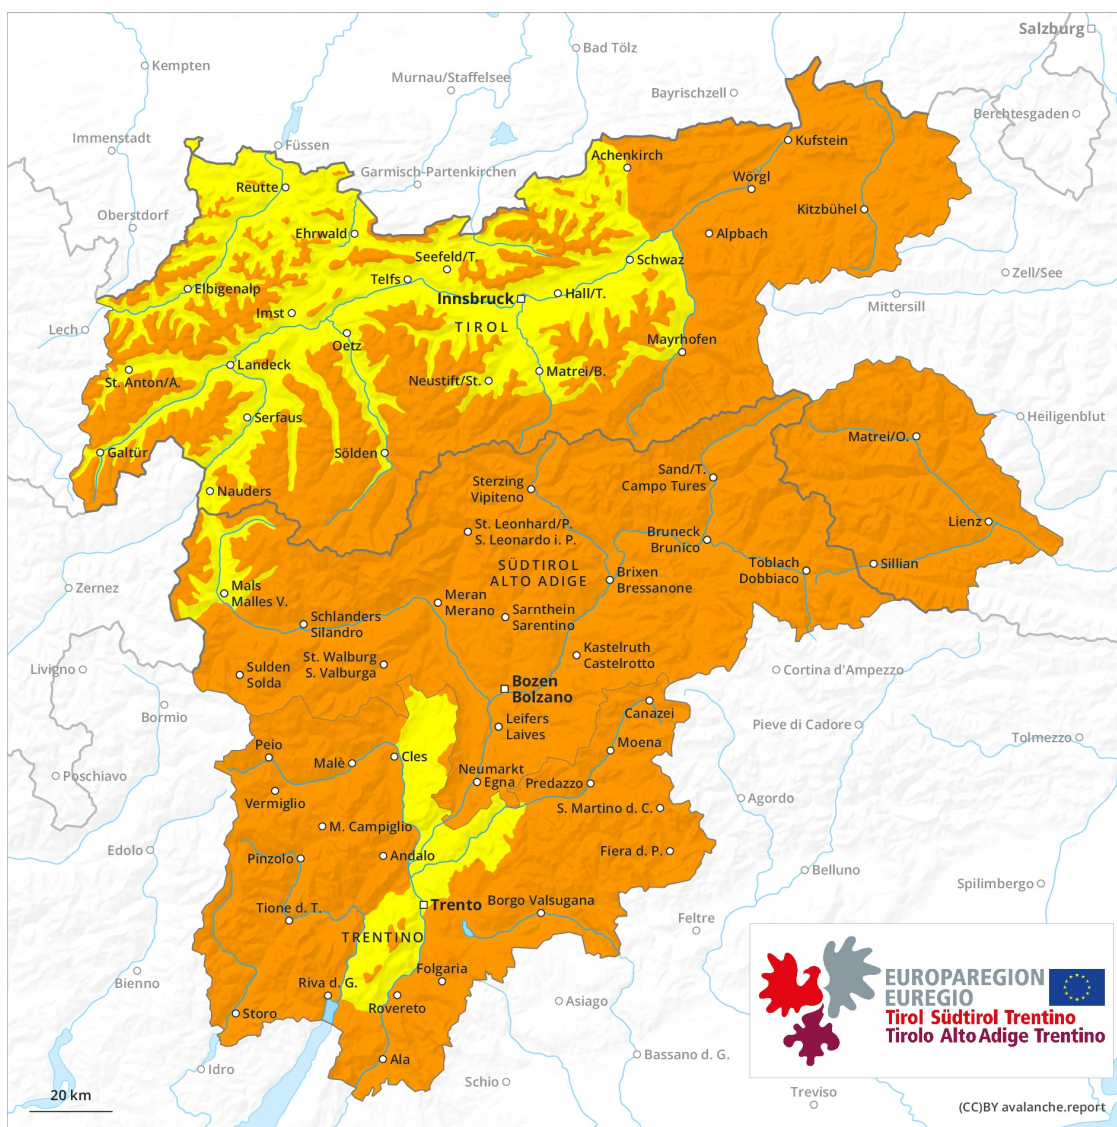 Salzburg
Bad Tölz
Kempten
Murnau/Staffelsee
Bayrischzell
Berchtesgaden
Immenstadt
Füssen
Kufstein
Achenkirch
Garmisch-Partenkirchen
Wörgl
Reutte
Oberstdorf
Kitzbühel
Ehrwald
Alpbach
Seefeld/T.
Schwaz
Zell/See
Telfs
Elbigenalp
Innsbruck
Hall/T.
Mittersill
Imst
TIROL
Lech
Oetz
Mayrhofen
Landeck
Matrei/B.
St. Anton/A.
Neustift/St.
Serfaus
Heiligenblut
Matrei/O.
Galtür
Sölden
Sand/T.
Campo Tures
Sterzing
Vipiteno
Nauders
St. Leonhard/P.
S. Leonardo i. P.
Lienz
Bruneck
Brunico
SÜDTIROL
ALTO ADIGE
Toblach
Dobbiaco
Sillian
Brixen
Bressanone
Zernez
Mals
Malles V.
Meran
Merano
Sarnthein
Sarentino
Schlanders
Silandro
Kastelruth
Castelrotto
Livigno
St. Walburg
S. Valburga
Sulden
Solda
Cortina d'Ampezzo
Bozen
Bolzano
Bormio
Canazei
Leifers
Laives
Pieve di Cadore
Tolmezzo
Peio
Moena
Malè
Cles
Poschiavo
Neumarkt
Egna
Predazzo
Vermiglio
Agordo
S. Martino d. C.
M. Campiglio
Edolo
Pinzolo
Andalo
Fiera d. P.
Belluno
Spilimbergo
Tione d. T.
Trento
Borgo Valsugana
Feltre
TRENTINO
Bienno
Folgaria
Riva d. G.
Rovereto
Asiago
Storo
Ala
Idro
Bassano d. G.
Schio
Treviso
EUROPAREGION
EUREGIO
Tirol Südtirol Trentino
Tirolo Alto Adige Trentino
20 km
(CC)BY avalanche.report